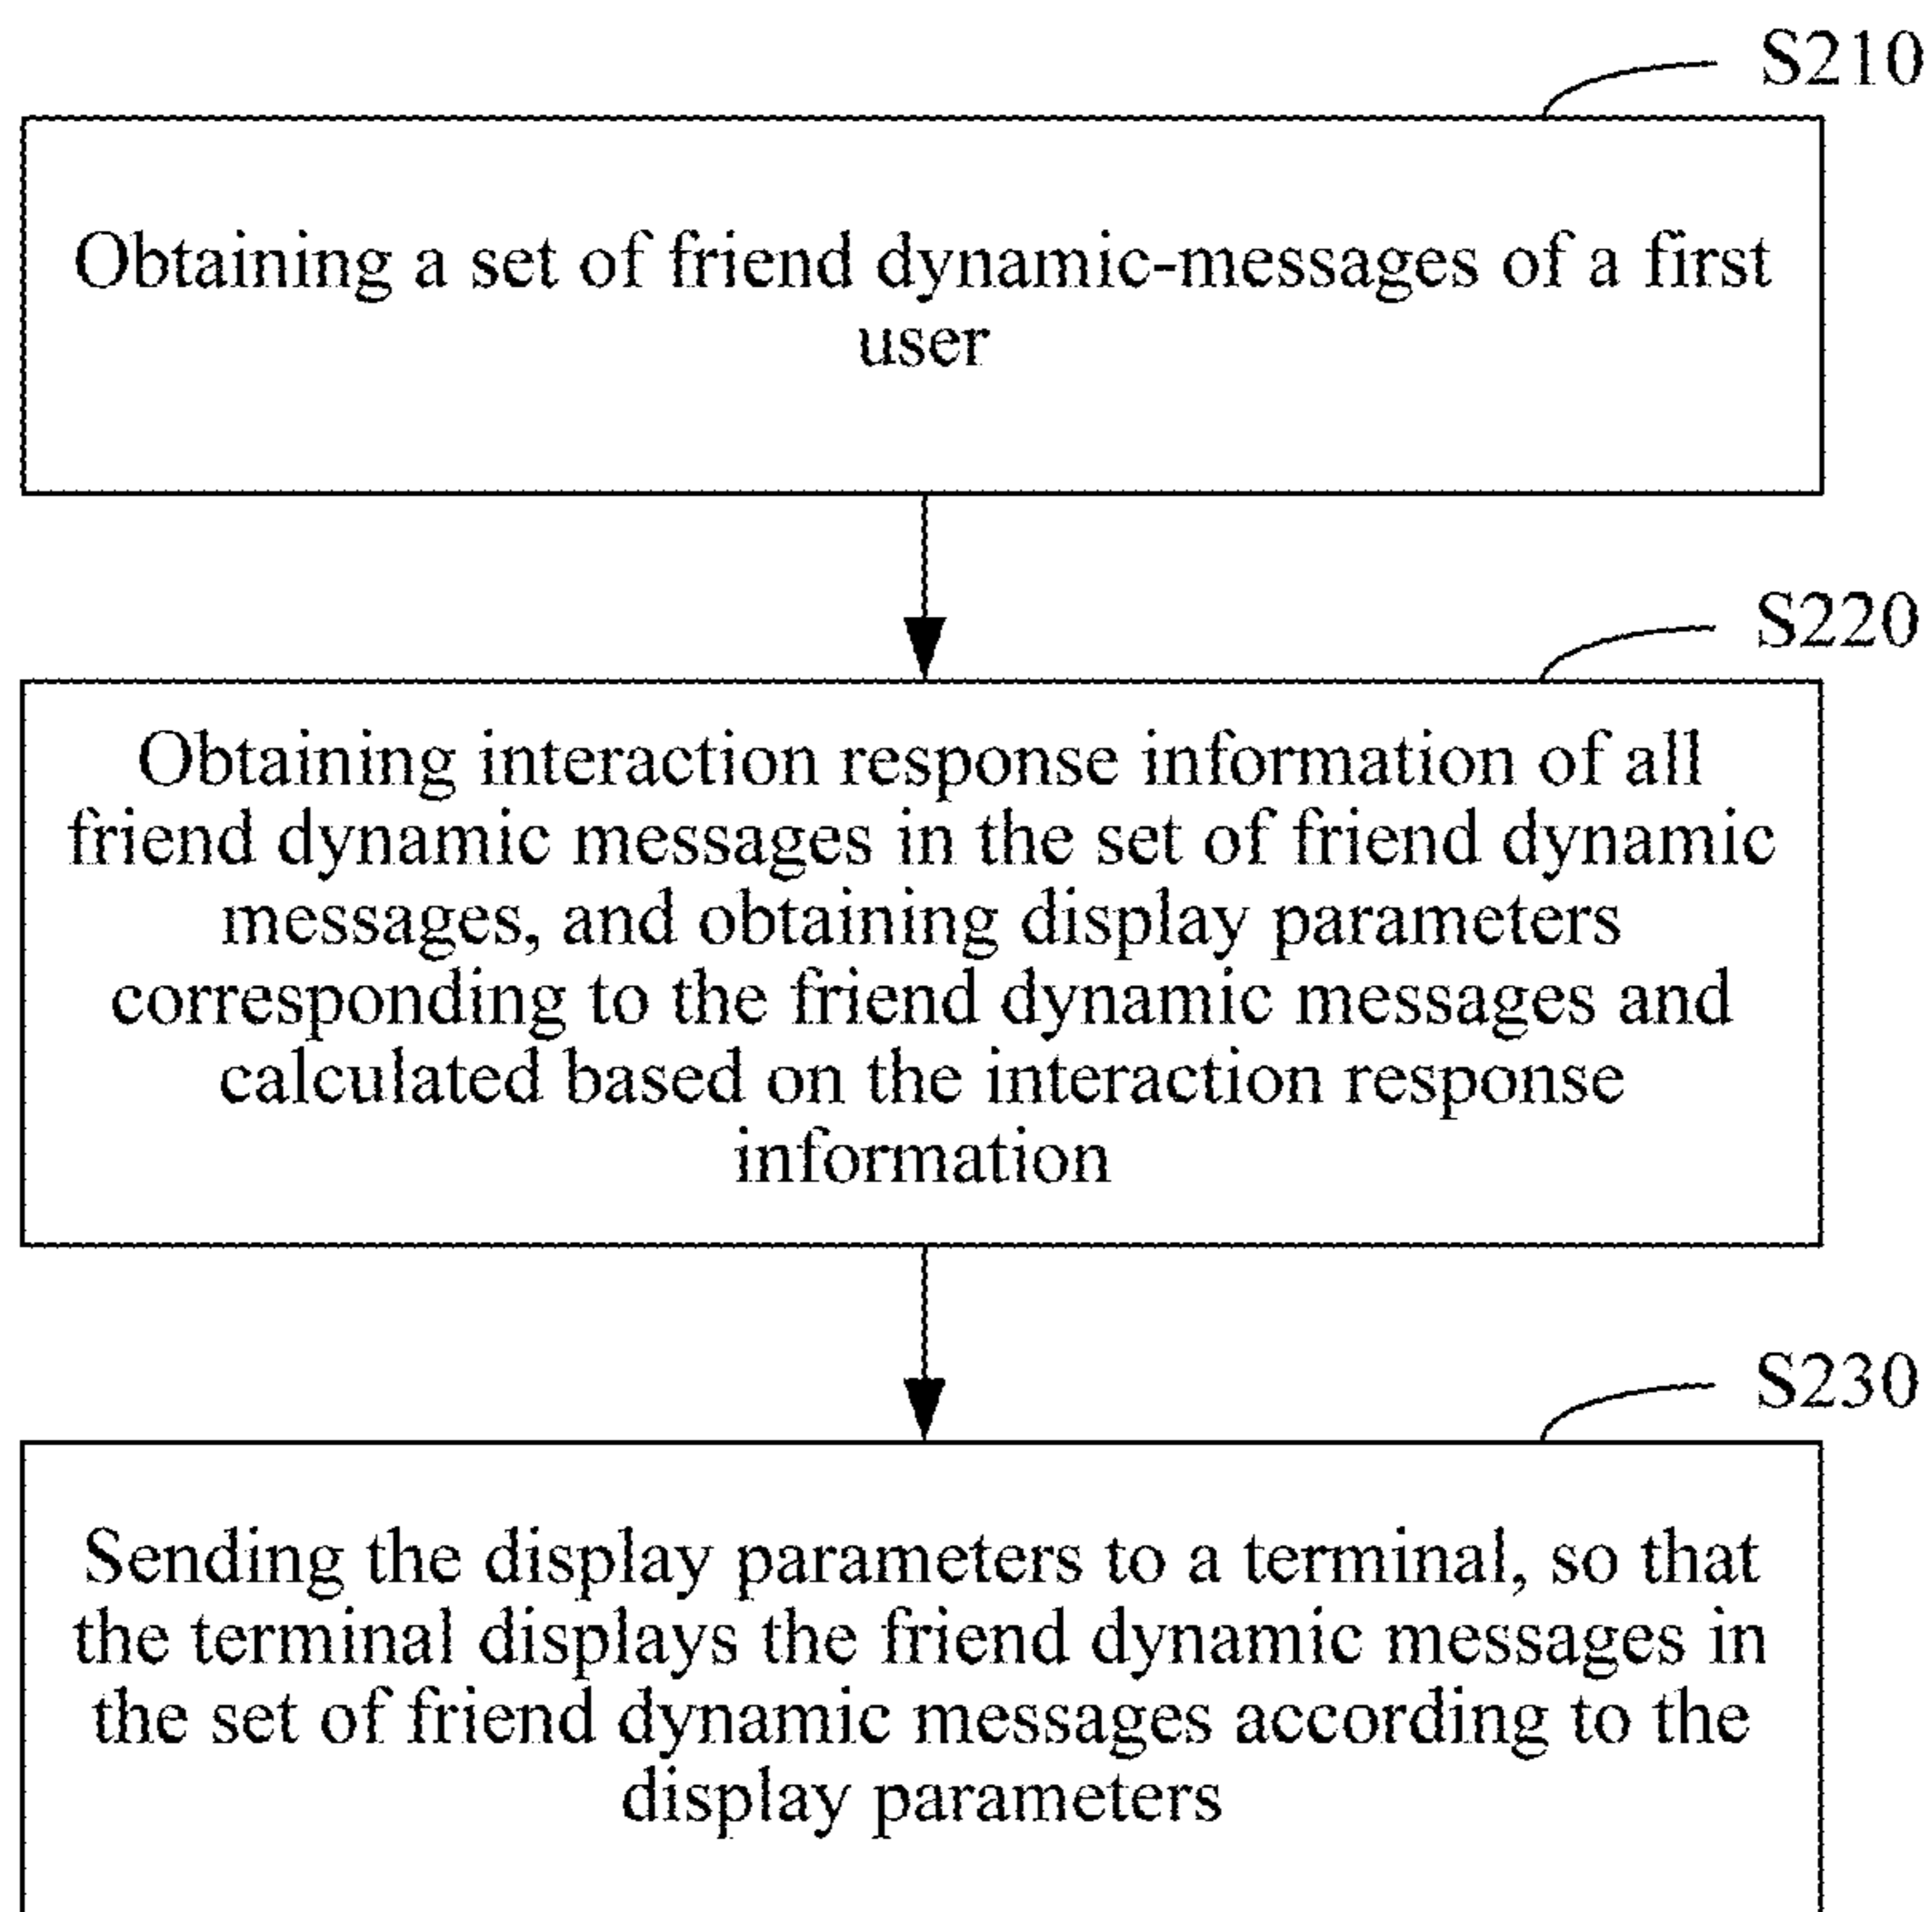 S210
Obtaining a set of friend dynamic-messages of a first
user
S220
Obtaining interaction response information of all
friend dynamic messages in the set of friend dynamic
messages, and obtaining display parameters
corresponding to the friend dynamic messages and
calculated based on the interaction response
information
S230
Sending the display parameters to a terminal, so that
the terminal displays the friend dynamic messages in
the set of friend dynamic messages according to the
display parameters